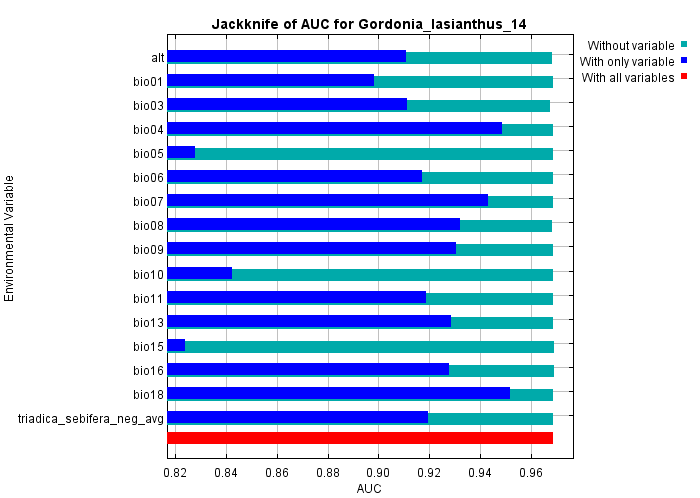 Jackknife of AUC for Gordonia_lasianthus_14
Without variable
With only variable
With all variables
Environmental Variable
alt
bio01
bio03
bio04
bio05
bio06
bio07
bio08
bio09
bio10
bio11
bio13
bio15
bio16
bio18
triadica_sebifera_neg_avg
0.82 0.84 0.86 0.88 0.90 0.92 0.94 0.96
AUC